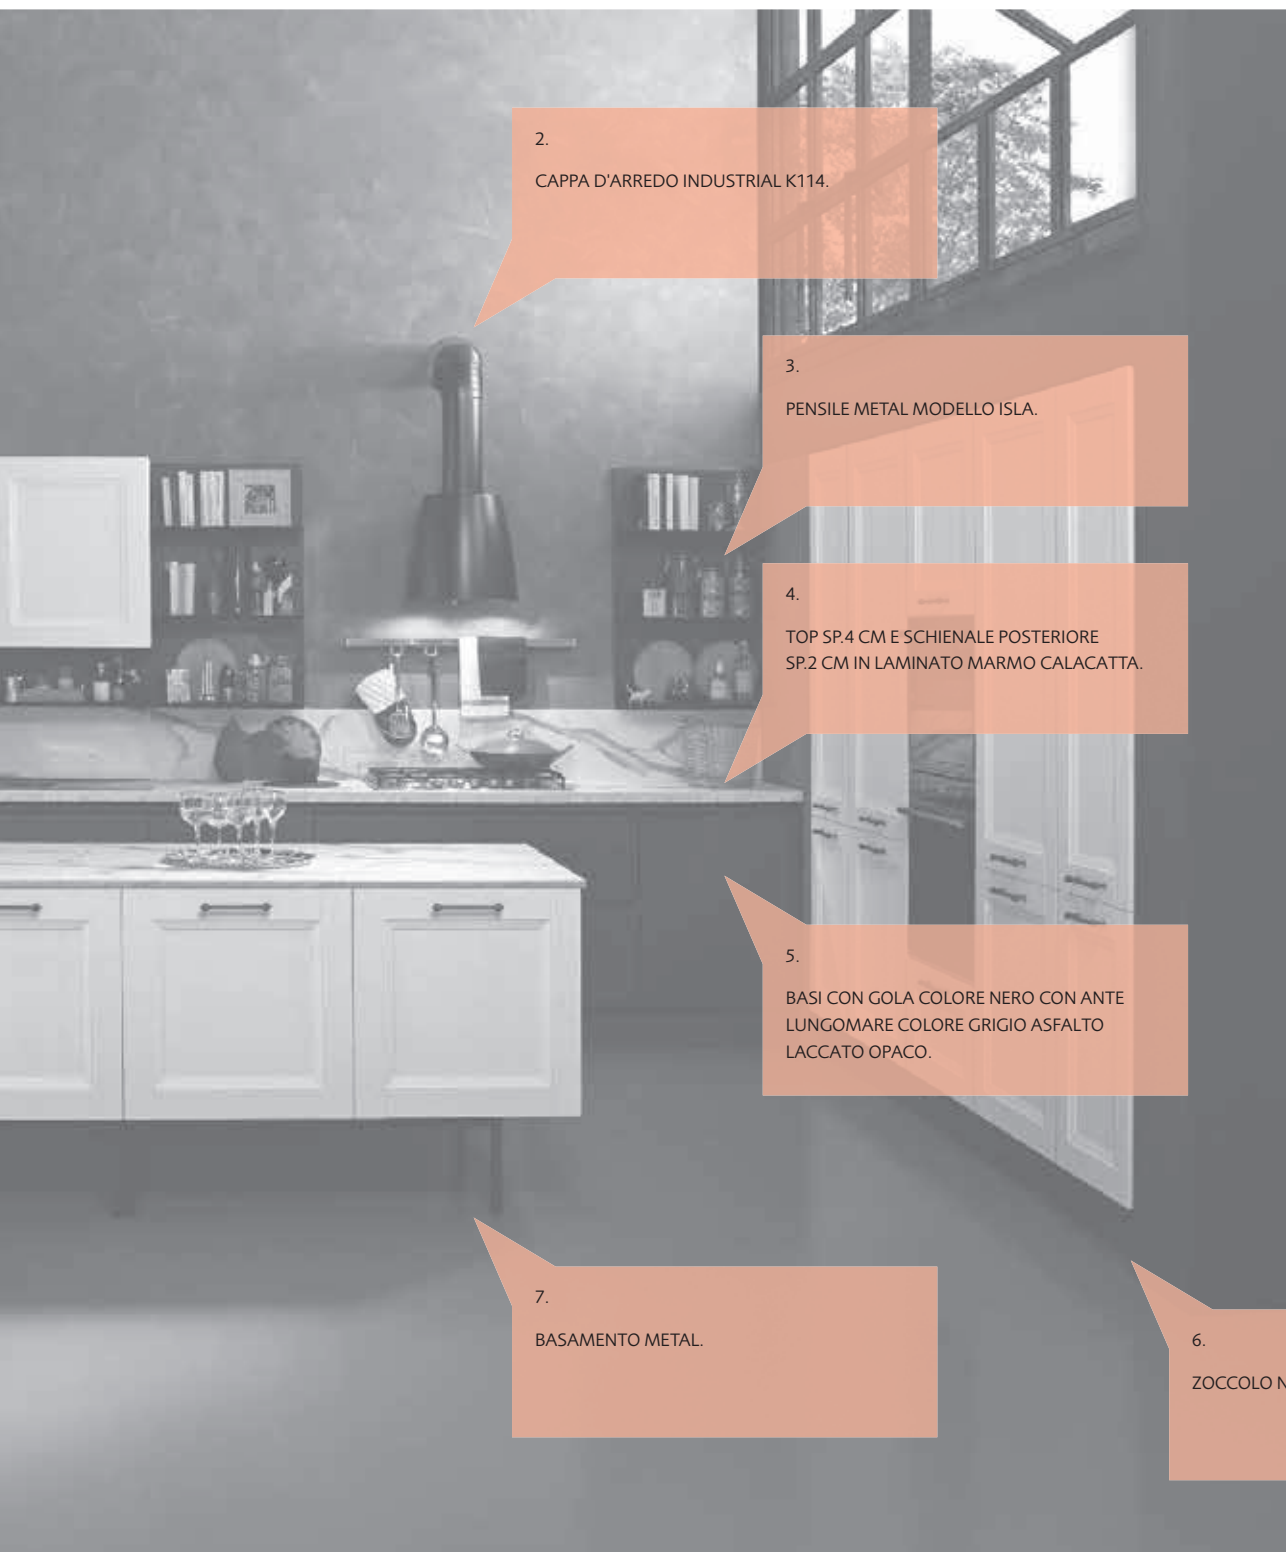 2.
CAPPA D'ARREDO INDUSTRIAL K114.
3.
PENSILE METAL MODELLO ISLA.
4.
TOP SP.4 CM E SCHIENALE POSTERIORE
SP.2 CM IN LAMINATO MARMO CALACATTA.
5.
BASI CON GOLA COLORE NERO CON ANTE
LUNGOMARE COLORE GRIGIO ASFALTO
LACCATO OPACO.
7.
BASAMENTO METAL.
6.
ZOCCOLO